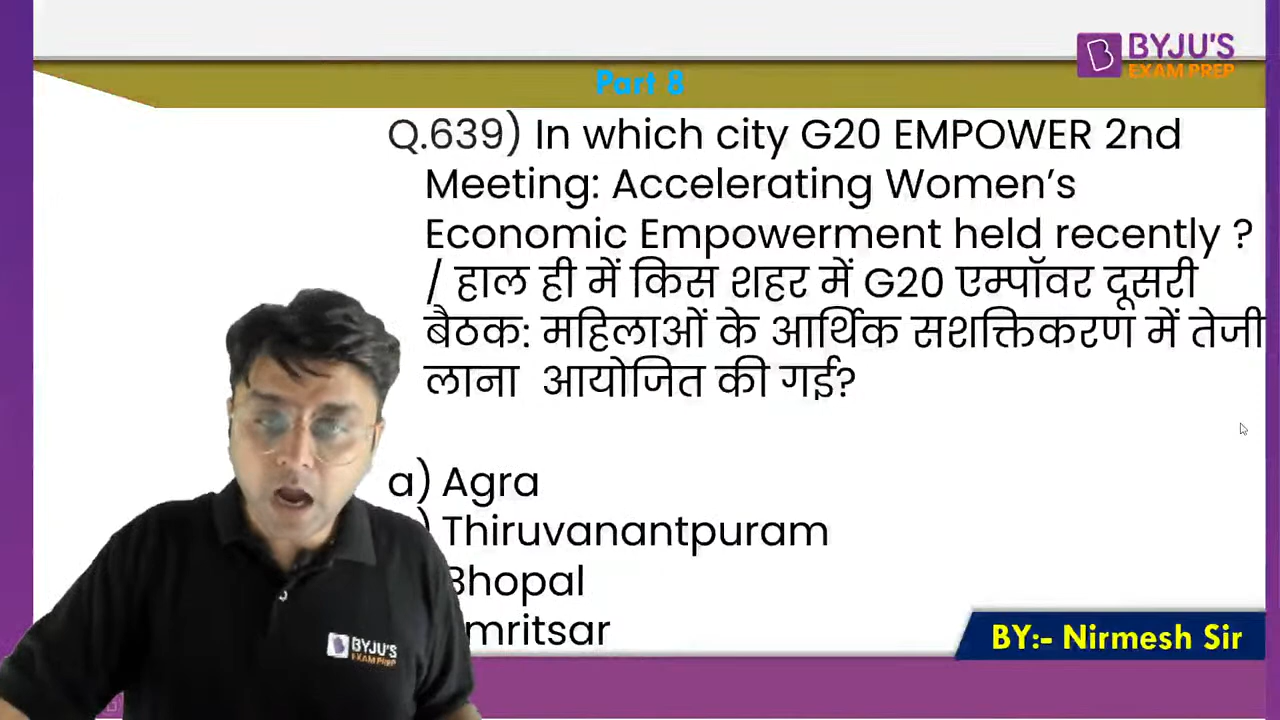 BYJU'S
EXAM PREP
Part 8
Q.639) In which city G20 EMPOWER 2nd
Meeting: Accelerating Women's
Economic Empowerment held recently ?
/ हाल ही में किस शहर में G20 एम्पॉवर दूसरी
बैठक: महिलाओं के आर्थिक सशक्तिकरण में तेजी
लाना आयोजित की गई?
a) Agra
) Thiruvanantpuram
Bhopal
mritsar
BYJU'S
EXAM PREP
BY:- Nirmesh Sir